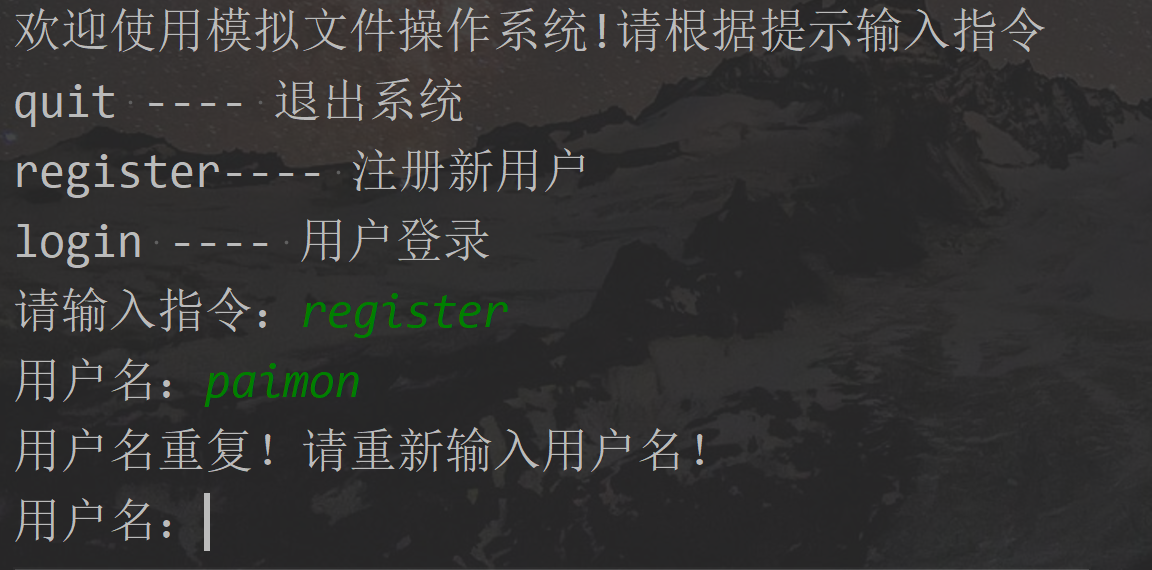 欢迎使用模拟文件操作系统!请根据提示输入指令
quit ---- 退出系统
register---- 注册新用户
login ---- 用户登录
请输入指令：register
用户名：paimon
用户名重复！请重新输入用户名！
用户名：